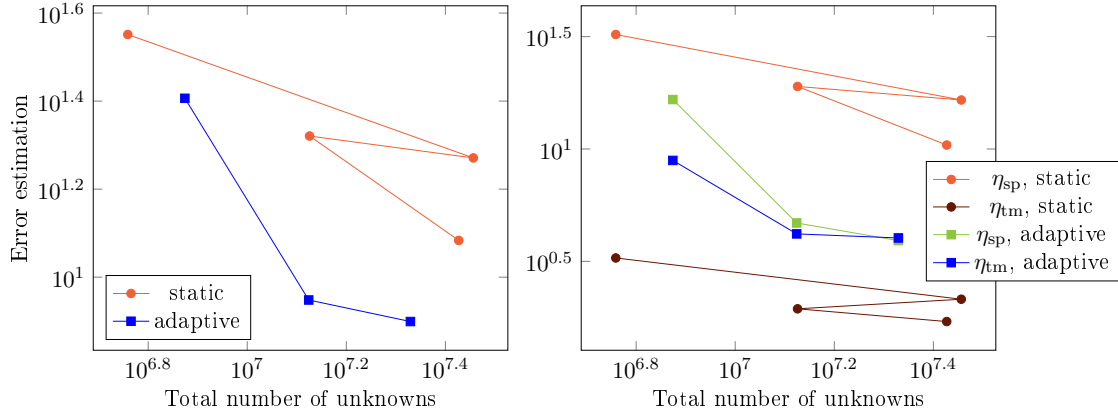 10^1.6
10^1.4
10^1.2
10^1
Error estimation
static
adaptive
10^6.8
10^7
10^7.2
10^7.4
Total number of unknowns
10^1.5
10^1
10^0.5
η_sp, static
η_tm, static
η_sp, adaptive
η_tm, adaptive
10^6.8
10^7
10^7.2
10^7.4
Total number of unknowns